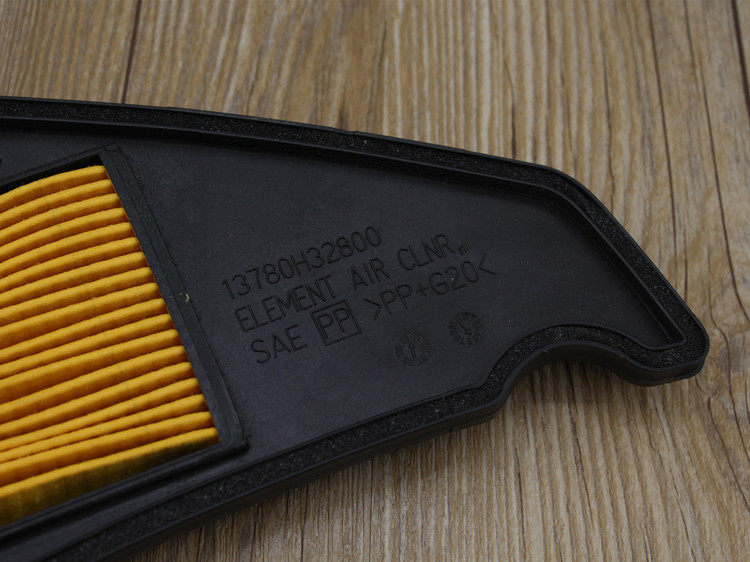 13780H32800
ELEMENT AIR CLNR.
SAE PP >PP+G20<